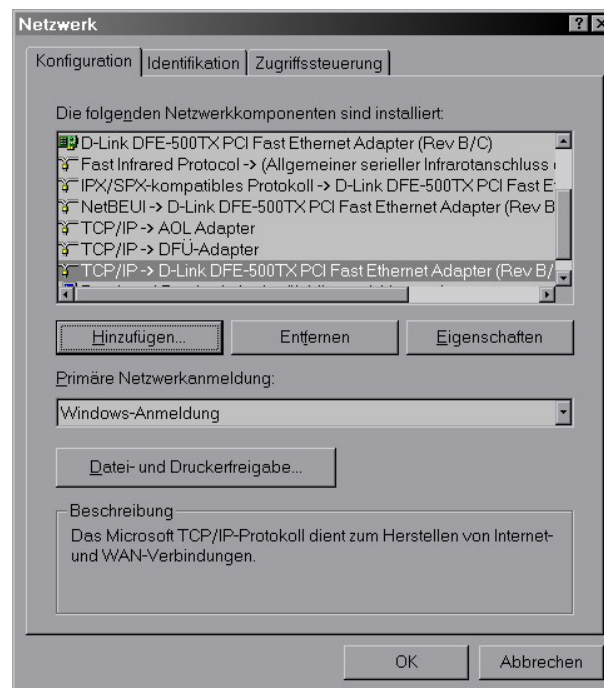 Netzwerk
Konfiguration Identifikation Zugriffssteuerung
Die folgenden Netzwerkkomponenten sind installiert:
D-Link DFE-500TX PCI Fast Ethernet Adapter (Rev B/C)
Fast Infrared Protocol -> (Allgemeiner serieller Infrarotanschluss
IPX/SPX-kompatibles Protokoll -> D-Link DFE-500TX PCI Fast E
NetBEUI -> D-Link DFE-500TX PCI Fast Ethernet Adapter (Rev B
TCP/IP -> AOL Adapter
TCP/IP -> DFÜ-Adapter
TCP/IP -> D-Link DFE-500TX PCI Fast Ethernet Adapter (Rev B/
Hinzufügen... Entfernen Eigenschaften
Primäre Netzwerkanmeldung:
Windows-Anmeldung
Datei- und Druckerfreigabe...
Beschreibung
Das Microsoft TCP/IP-Protokoll dient zum Herstellen von Internet-
und WAN-Verbindungen.
OK Abbrechen